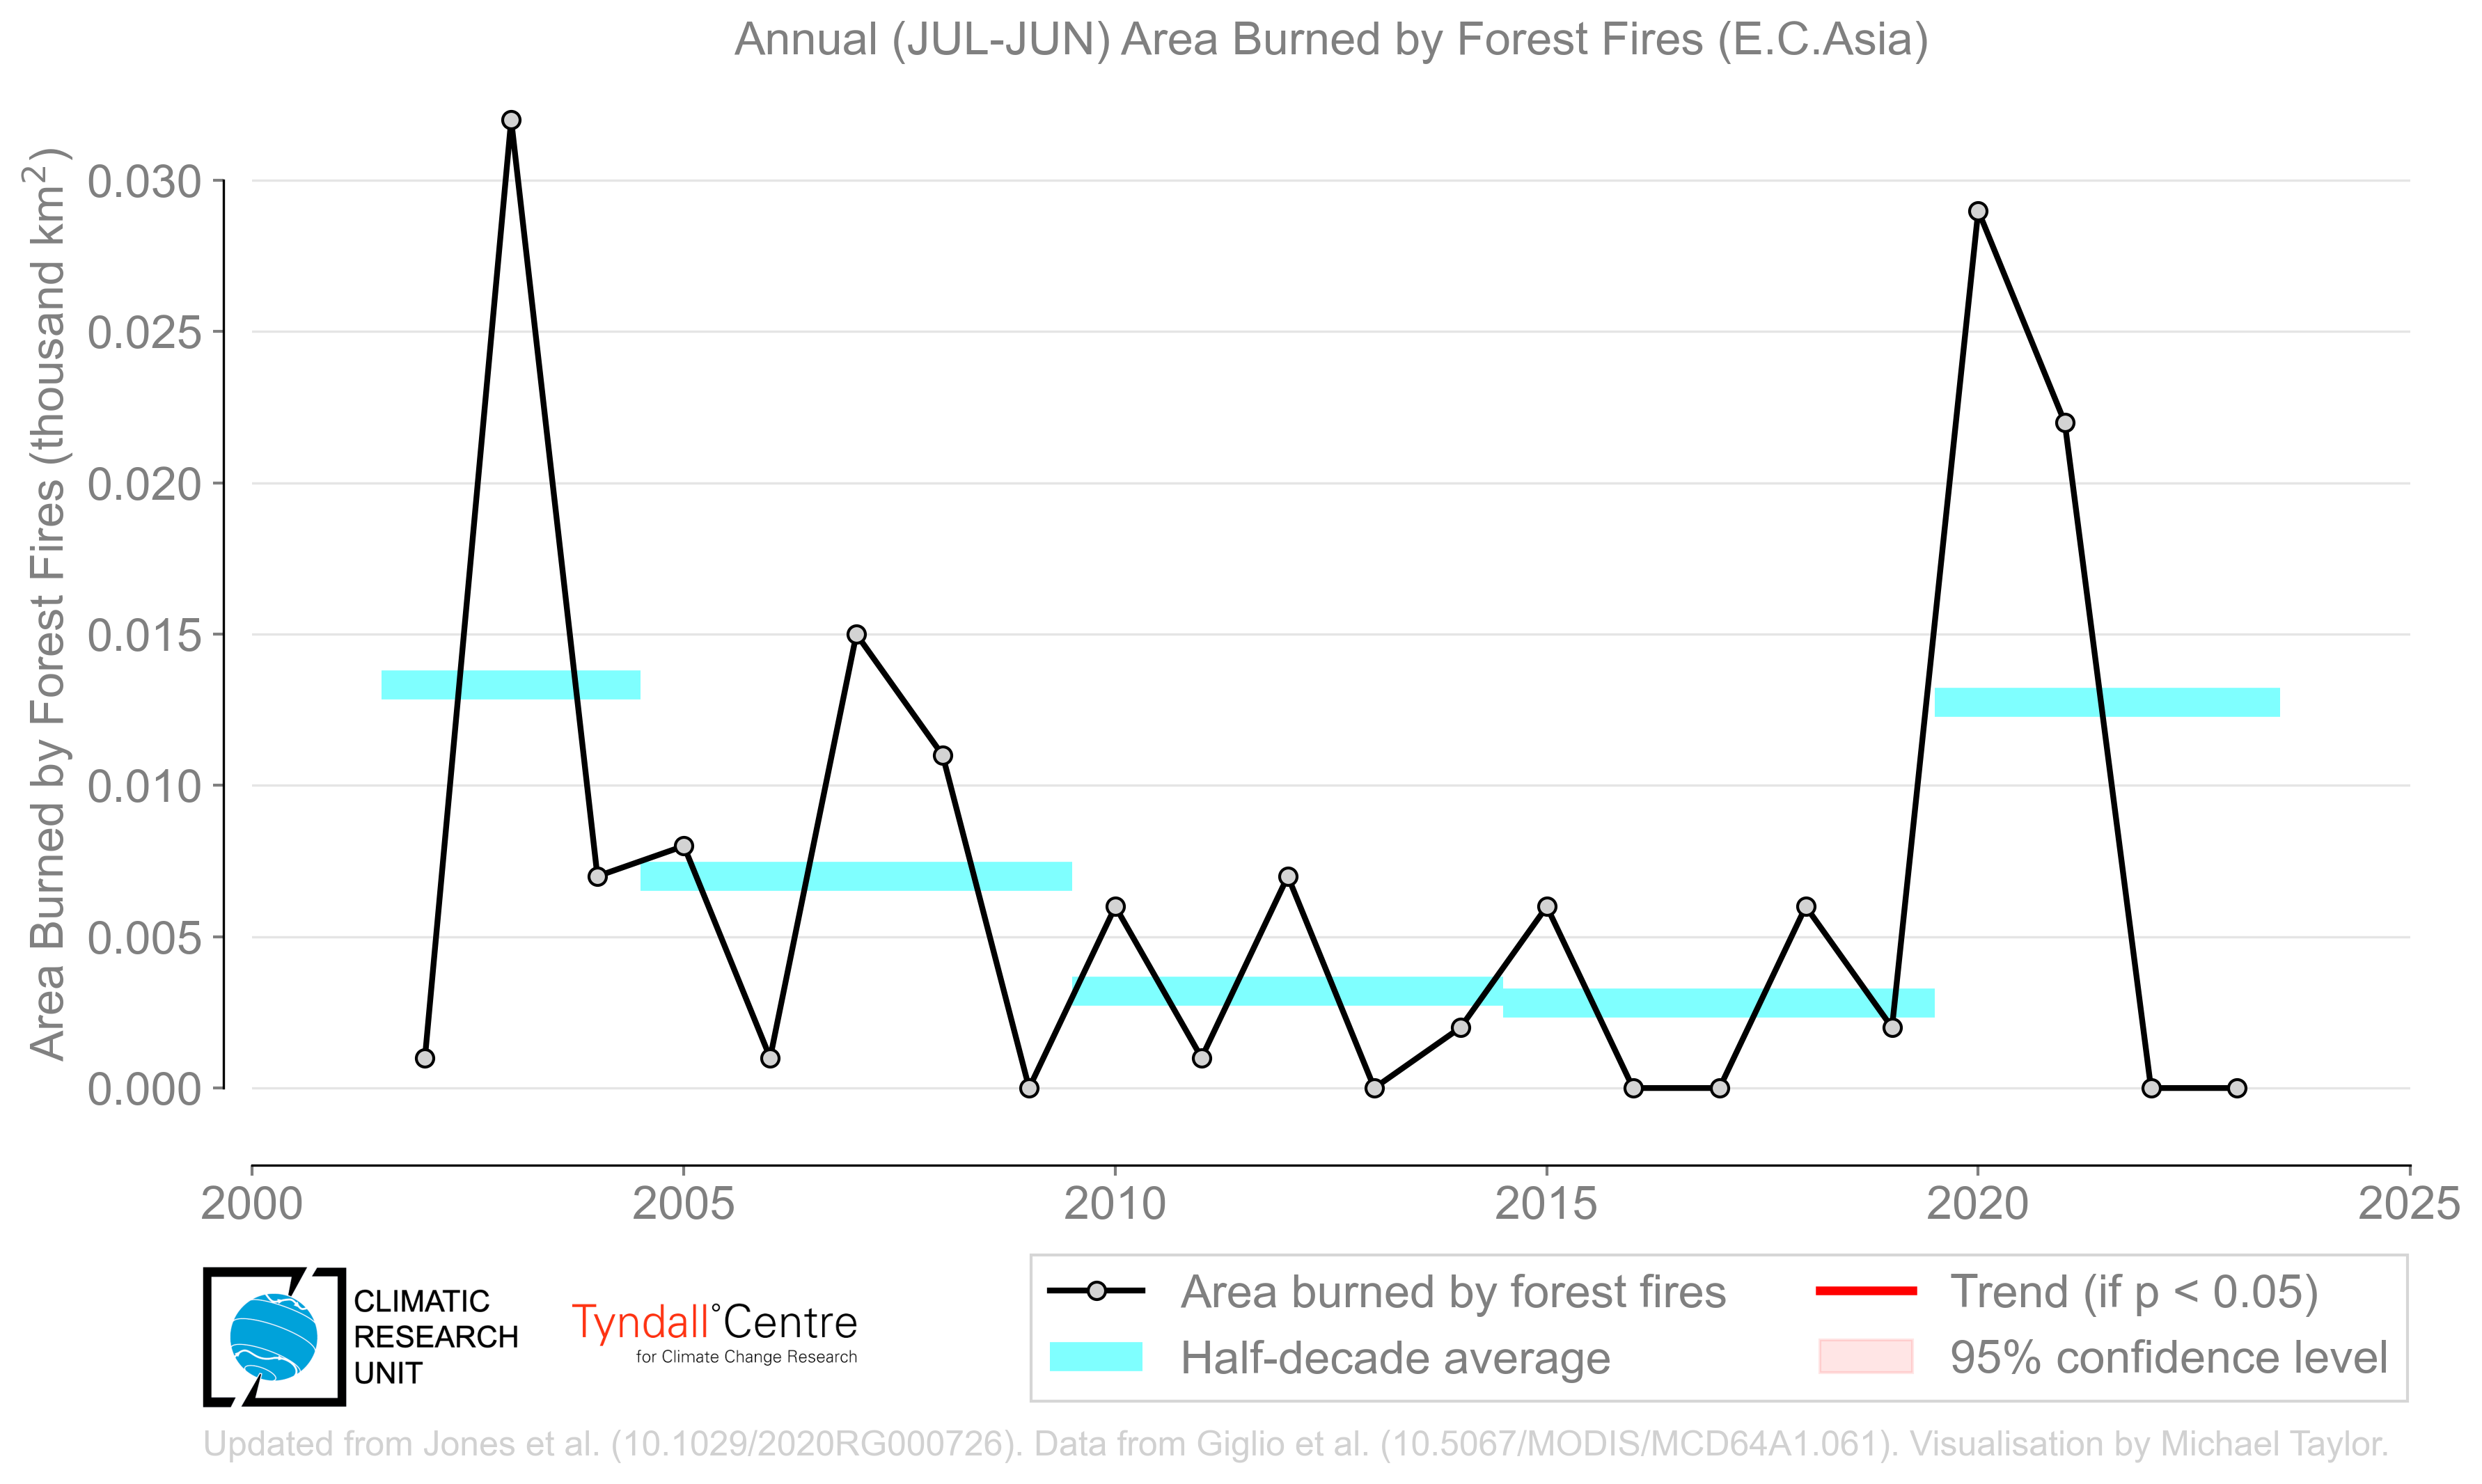 Annual (JUL-JUN) Area Burned by Forest Fires (E.C.Asia)
Area Burned by Forest Fires (thousand km²)
0.030
0.025
0.020
0.015
0.010
0.005
0.000
2000 2005 2010 2015 2020 2025
CLIMATIC
RESEARCH
UNIT
Tyndall°Centre
for Climate Change Research
Area burned by forest fires
Half-decade average
Trend (if p < 0.05)
95% confidence level
Updated from Jones et al. (10.1029/2020RG000726). Data from Giglio et al. (10.5067/MODIS/MCD64A1.061). Visualisation by Michael Taylor.